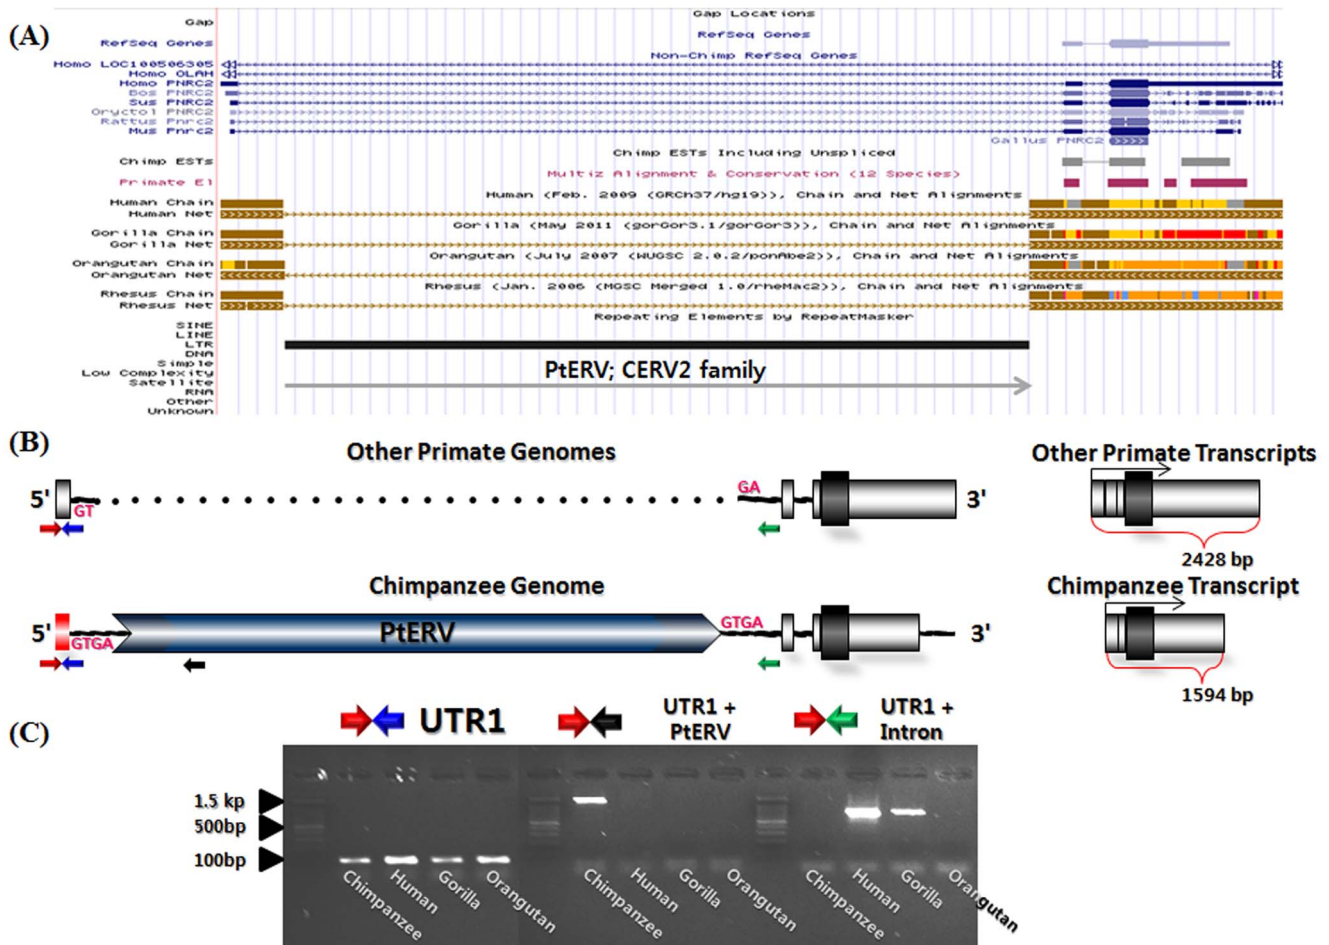 (A)
Gap Locations
Gap
RefSeq Genes
RefSeq Genes
Non-Chimp RefSeq Genes
Homo LOC100506305
Homo OLAH
Homo PNRC2
Bos PNRC2
Sus PNRC2
Oryctol PNRC2
Rattus Pnrc2
Mus Pnrc2
Gallus PNRC2
Chimp ESTs Including Unspliced
Chimp ESTs
Multiz Alignment & Conservation (12 Species)
Primate El
Human (Feb. 2009 (GRCh37/hg19)), Chain and Net Alignments
Human Chain
Human Net
Gorilla (May 2011 (gorGor3.1/gorGor3)), Chain and Net Alignments
Gorilla Chain
Gorilla Net
Orangutan (July 2007 (WUGSC 2.0.2/ponAbe2)), Chain and Net Alignments
Orangutan Chain
Orangutan Net
Rhesus (Jan. 2006 (MGSC Merged 1.0/rheMac2)), Chain and Net Alignments
Rhesus Chain
Rhesus Net
Repeating Elements by RepeatMasker
SINE
LINE
LTR
DNA
Simple
Low Complexity
Satellite
RNA
Other
Unknown
PtERV; CERV2 family
(B)
Other Primate Genomes
Other Primate Transcripts
5'
GT
GA
3'
2428 bp
Chimpanzee Genome
Chimpanzee Transcript
5'
GTGA
PtERV
GTGA
3'
1594 bp
(C)
UTR1
UTR1 +
PtERV
UTR1 +
Intron
1.5 kp
500bp
100bp
Chimpanzee
Human
Gorilla
Orangutan
Chimpanzee
Human
Gorilla
Orangutan
Chimpanzee
Human
Gorilla
Orangutan